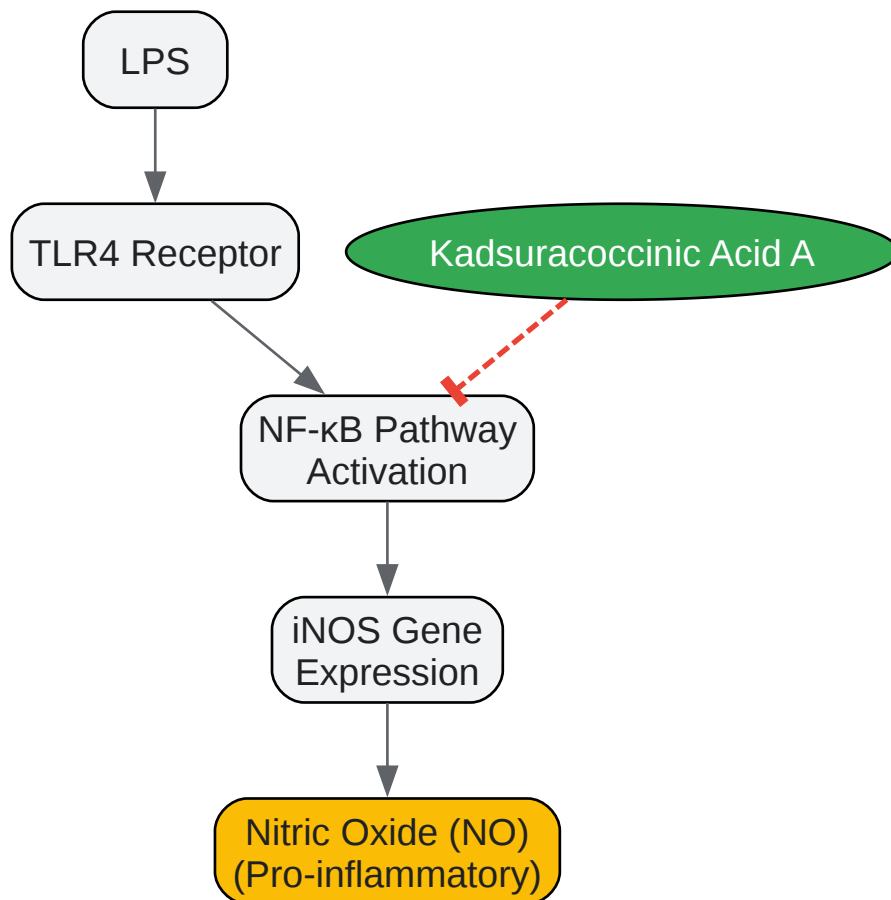 LPS
TLR4 Receptor
Kadsuracoccinic Acid A
NF-κB Pathway
Activation
iNOS Gene
Expression
Nitric Oxide (NO)
(Pro-inflammatory)